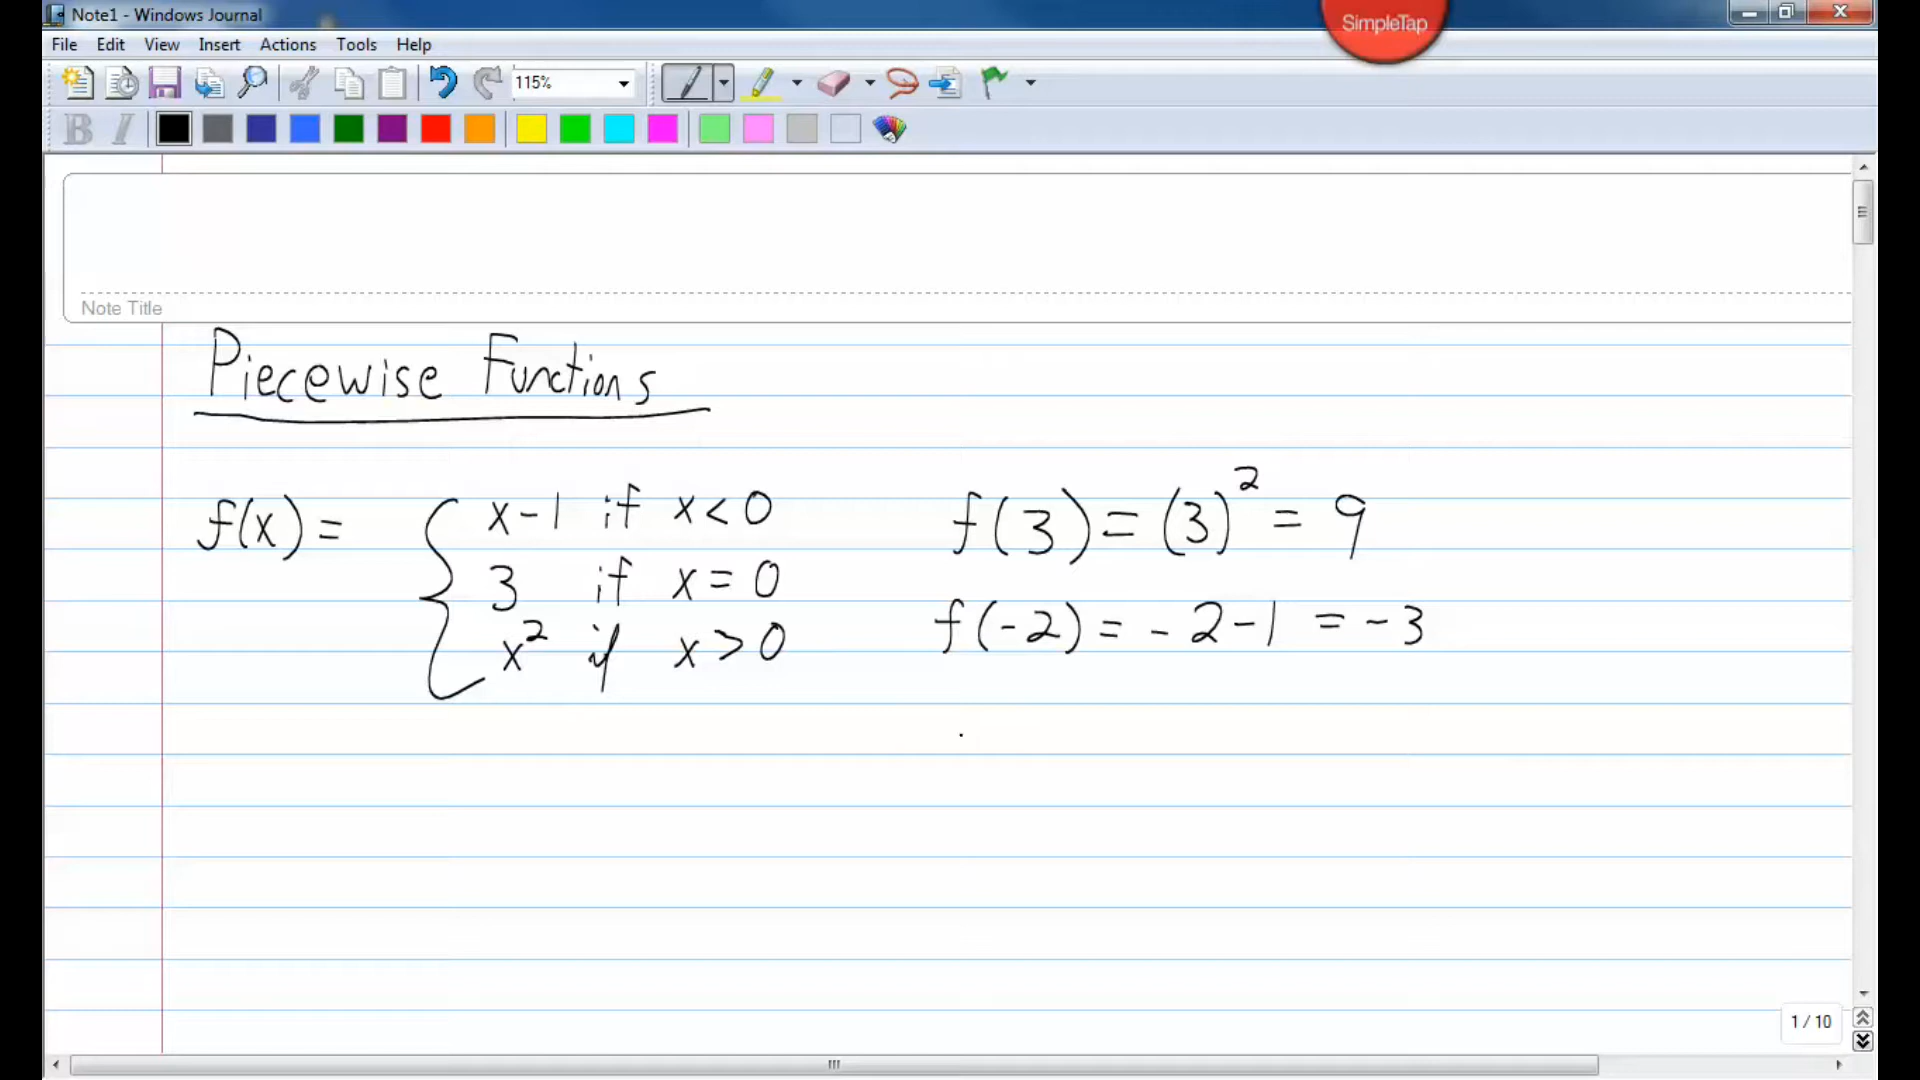 Note1 - Windows Journal
SimpleTap
File Edit View Insert Actions Tools Help
115%
B I
Note Title
Piecewise Functions
f(x) = { x-1 if x<0
3 if x=0
x² if x>0
f(3) = (3)² = 9
f(-2) = -2-1 = -3
1 / 10